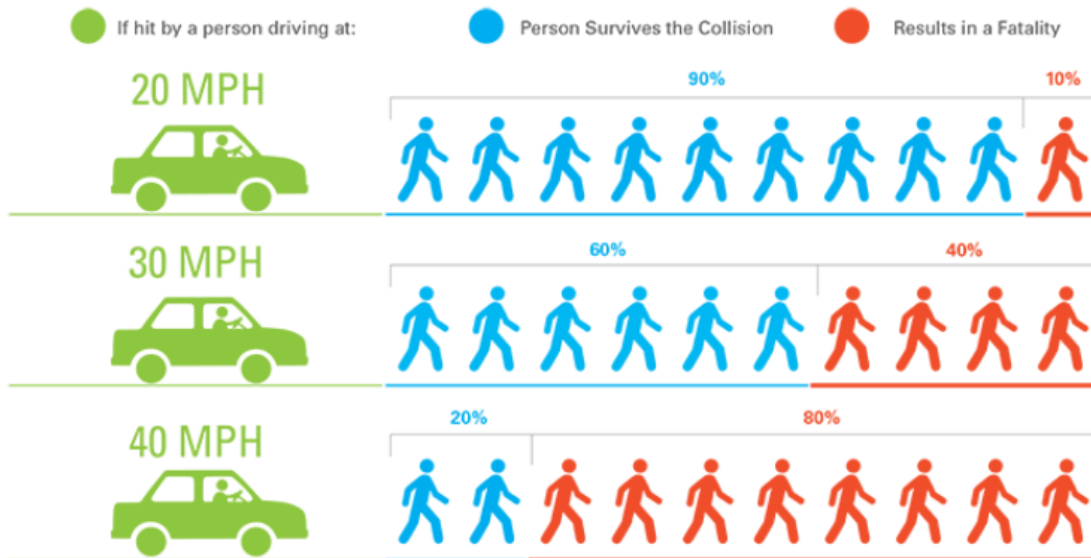 If hit by a person driving at:
Person Survives the Collision
Results in a Fatality
20 MPH
90%
10%
30 MPH
60%
40%
40 MPH
20%
80%